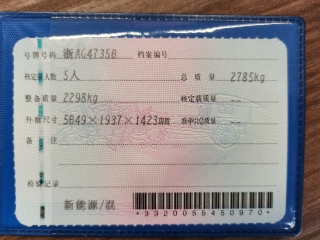 号牌号码 浙AG47350 档案编号
核定载人数 5人 总质量 2785kg
整备质量 2298kg 核定载质量 --
外廓尺寸 5049×1937×1423mm 准牵引总质量 --
备注
检验记录
新能源/混
*3320055450970*